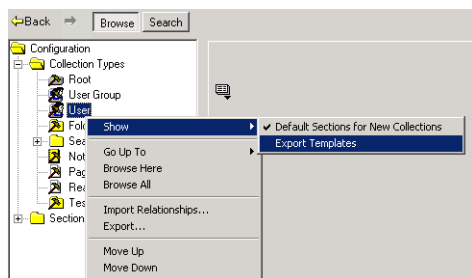 Back
Browse
Search
Configuration
Collection Types
Root
User Group
User
Show
Default Sections for New Collections
Export Templates
Go Up To
Browse Here
Browse All
Import Relationships...
Export...
Move Up
Move Down
Section